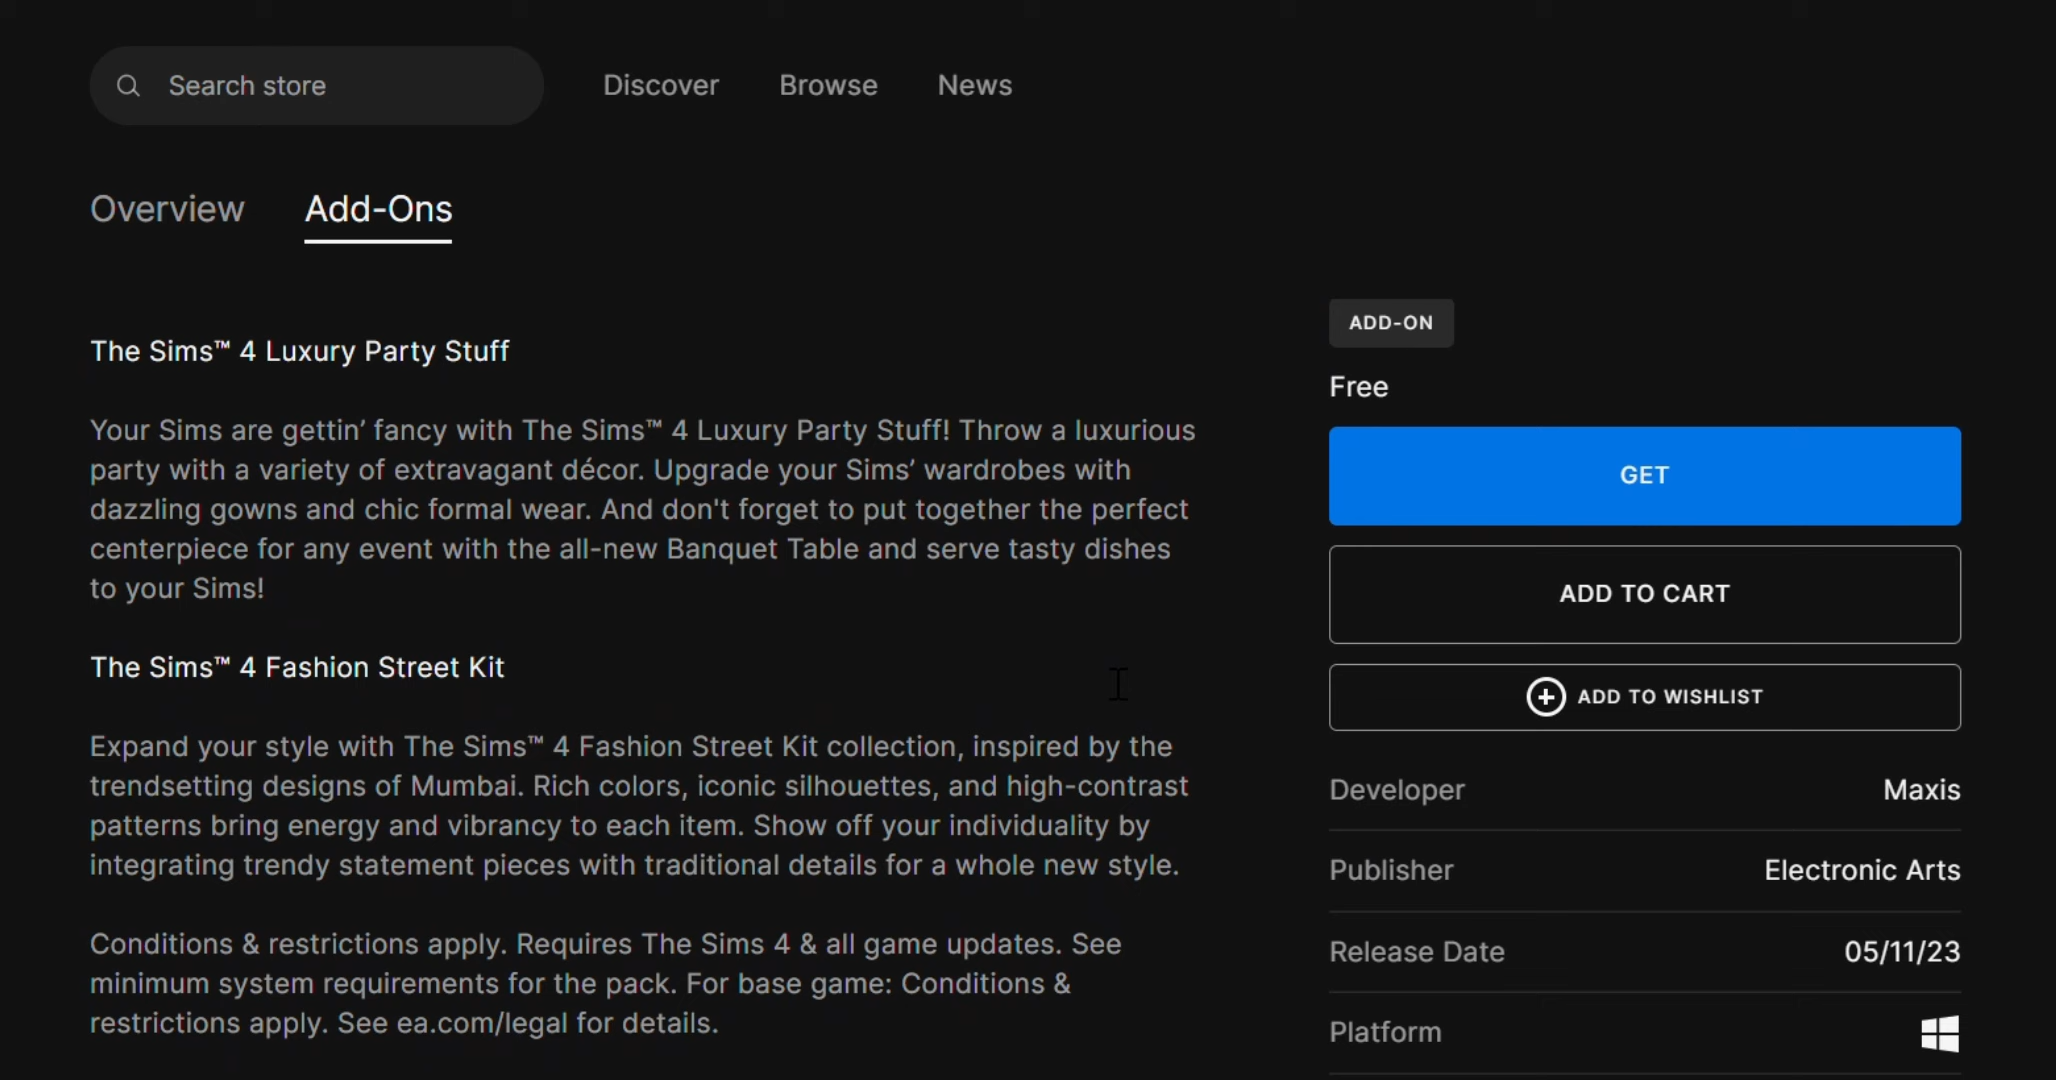 Search store
Discover
Browse
News
Overview
Add-Ons
The Sims™ 4 Luxury Party Stuff
Your Sims are gettin’ fancy with The Sims™ 4 Luxury Party Stuff! Throw a luxurious
party with a variety of extravagant décor. Upgrade your Sims’ wardrobes with
dazzling gowns and chic formal wear. And don't forget to put together the perfect
centerpiece for any event with the all-new Banquet Table and serve tasty dishes
to your Sims!
The Sims™ 4 Fashion Street Kit
Expand your style with The Sims™ 4 Fashion Street Kit collection, inspired by the
trendsetting designs of Mumbai. Rich colors, iconic silhouettes, and high-contrast
patterns bring energy and vibrancy to each item. Show off your individuality by
integrating trendy statement pieces with traditional details for a whole new style.
Conditions & restrictions apply. Requires The Sims 4 & all game updates. See
minimum system requirements for the pack. For base game: Conditions &
restrictions apply. See ea.com/legal for details.
ADD-ON
Free
GET
ADD TO CART
ADD TO WISHLIST
Developer Maxis
Publisher Electronic Arts
Release Date 05/11/23
Platform